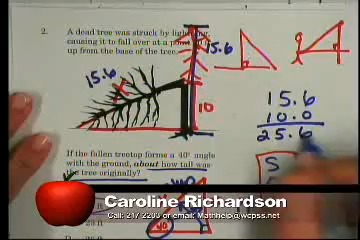 2. A dead tree was struck by
causing it to fall over at a point
up from the base of the tree.
15.6
15.6
10
15.6
10.0
25.6
If the fallen treetop forms a 40° angle
with the ground, about how tall was
the tree originally?
S
Caroline Richardson
Call: 217 2203 or email: Mathhelp@wcpss.net